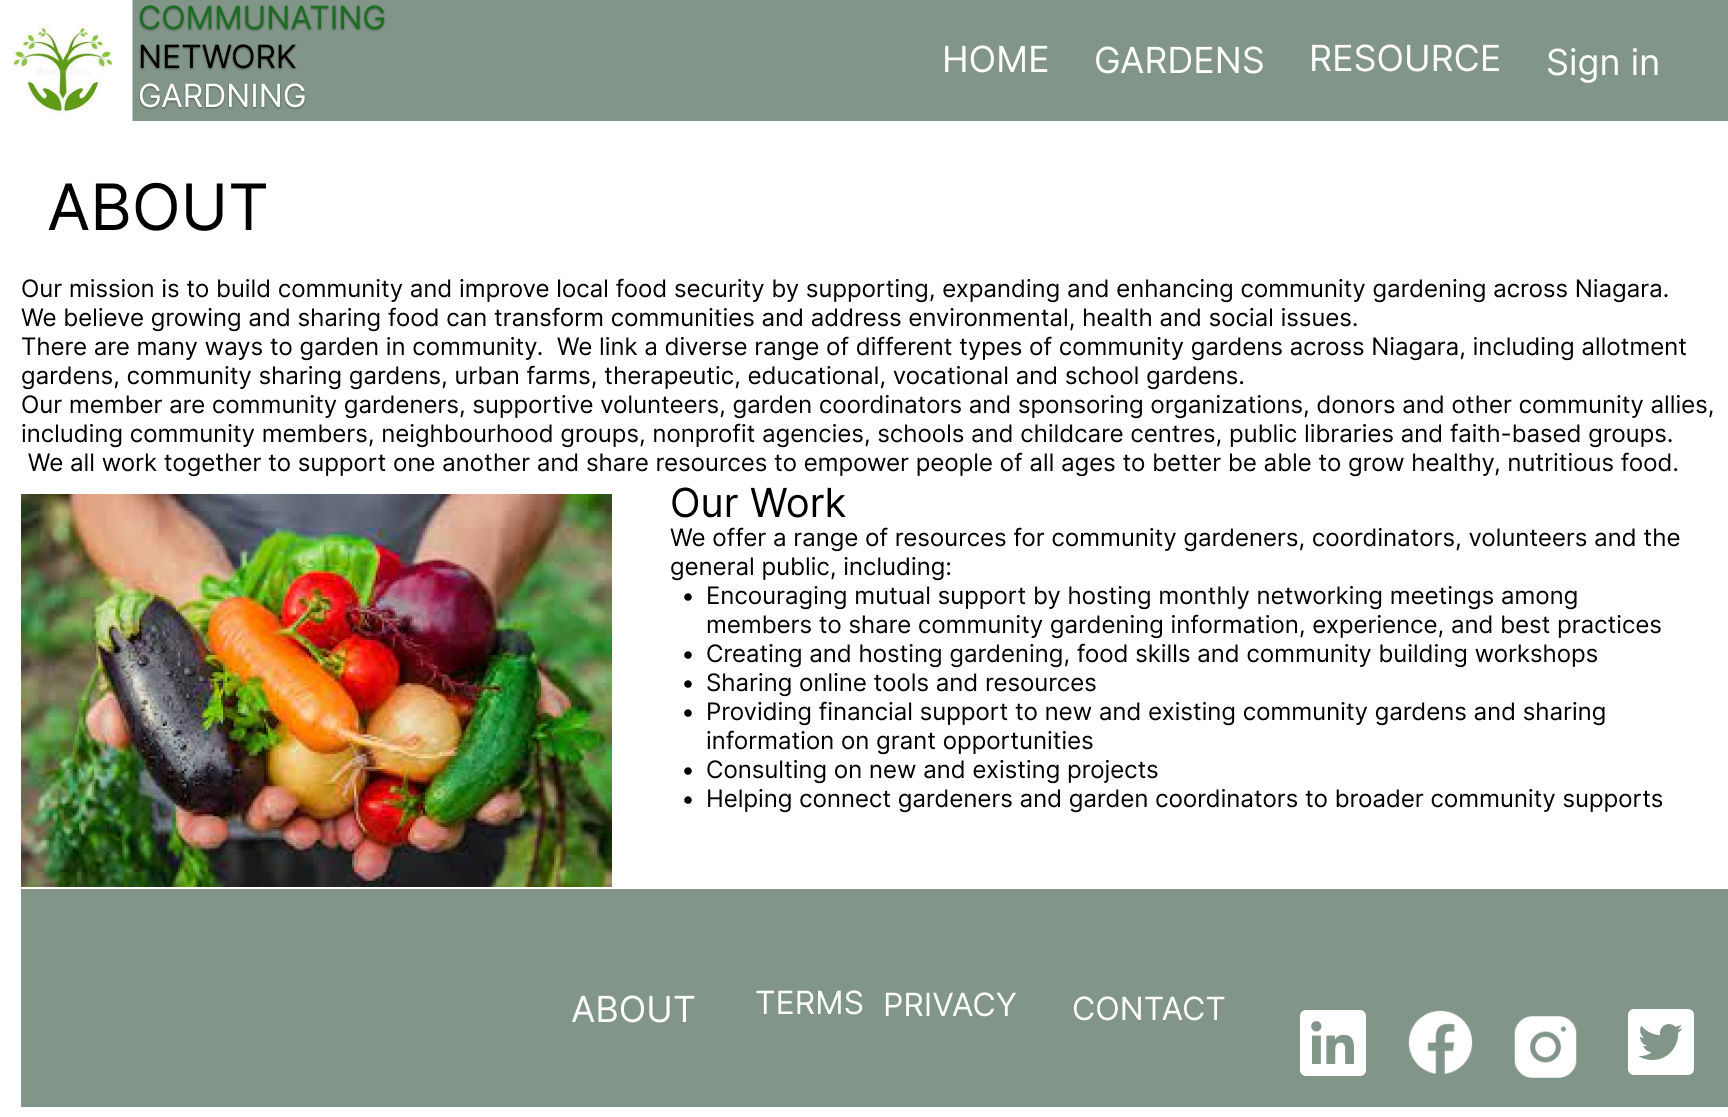 COMMUNATING
NETWORK
GARDNING
HOME GARDENS RESOURCE Sign in
ABOUT
Our mission is to build community and improve local food security by supporting, expanding and enhancing community gardening across Niagara.
We believe growing and sharing food can transform communities and address environmental, health and social issues.
There are many ways to garden in community.  We link a diverse range of different types of community gardens across Niagara, including allotment
gardens, community sharing gardens, urban farms, therapeutic, educational, vocational and school gardens.
Our member are community gardeners, supportive volunteers, garden coordinators and sponsoring organizations, donors and other community allies,
including community members, neighbourhood groups, nonprofit agencies, schools and childcare centres, public libraries and faith-based groups.
We all work together to support one another and share resources to empower people of all ages to better be able to grow healthy, nutritious food.
Our Work
We offer a range of resources for community gardeners, coordinators, volunteers and the
general public, including:
• Encouraging mutual support by hosting monthly networking meetings among
members to share community gardening information, experience, and best practices
• Creating and hosting gardening, food skills and community building workshops
• Sharing online tools and resources
• Providing financial support to new and existing community gardens and sharing
information on grant opportunities
• Consulting on new and existing projects
• Helping connect gardeners and garden coordinators to broader community supports
ABOUT TERMS PRIVACY CONTACT
in